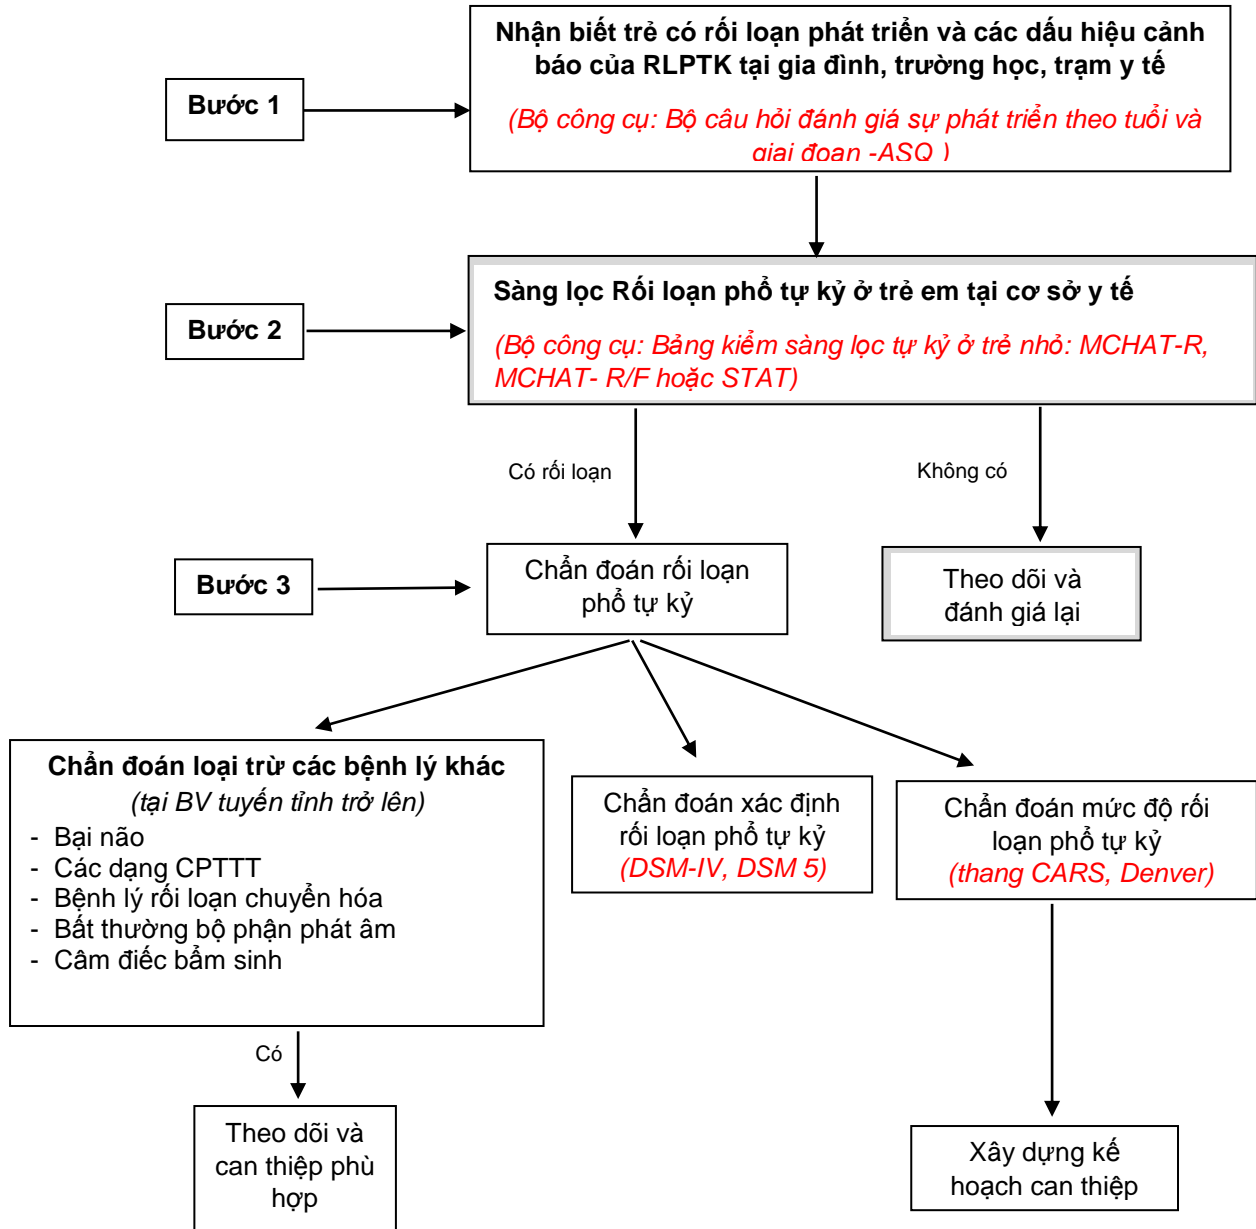 Nhận biết trẻ có rối loạn phát triển và các dấu hiệu cảnh
báo của RLPTK tại gia đình, trường học, trạm y tế
Bước 1
(Bộ công cụ: Bộ câu hỏi đánh giá sự phát triển theo tuổi và
giai đoạn -ASQ )
Sàng lọc Rối loạn phổ tự kỷ ở trẻ em tại cơ sở y tế
Bước 2
(Bộ công cụ: Bảng kiểm sàng lọc tự kỷ ở trẻ nhỏ: MCHAT-R,
MCHAT- R/F hoặc STAT)
Có rối loạn
Không có
Bước 3
Chẩn đoán rối loạn
phổ tự kỷ
Theo dõi và
đánh giá lại
Chẩn đoán loại trừ các bệnh lý khác
(tại BV tuyến tỉnh trở lên)
- Bại não
- Các dạng CPTTT
- Bệnh lý rối loạn chuyển hóa
- Bất thường bộ phận phát âm
- Câm điếc bẩm sinh
Chẩn đoán xác định
rối loạn phổ tự kỷ
(DSM-IV, DSM 5)
Chẩn đoán mức độ rối
loạn phổ tự kỷ
(thang CARS, Denver)
Có
Theo dõi và
can thiệp phù
hợp
Xây dựng kế
hoạch can thiệp